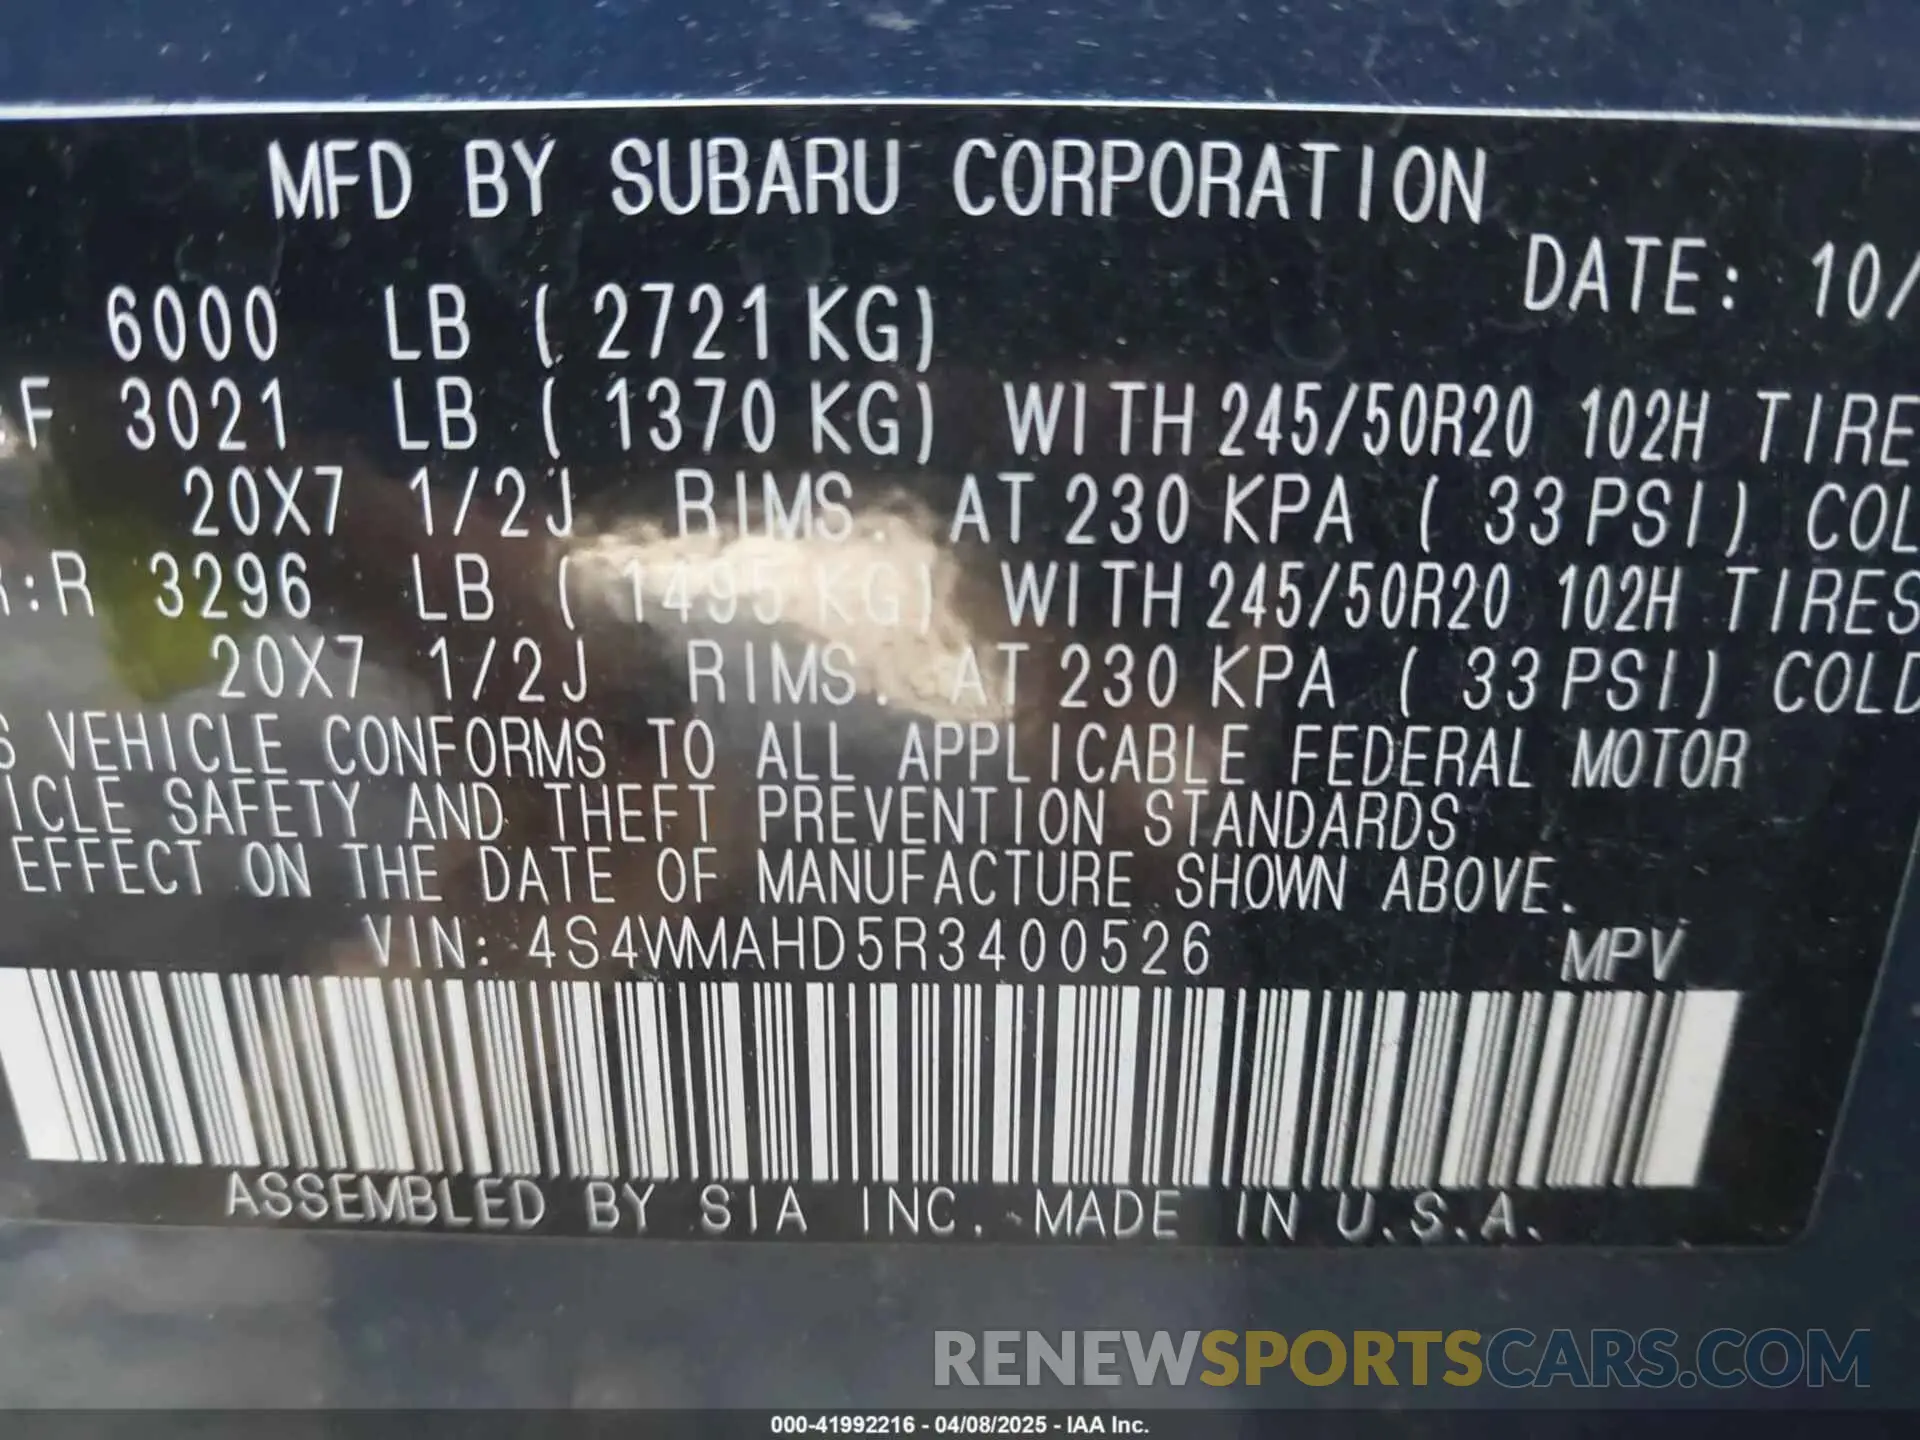 MFD BY SUBARU CORPORATION
DATE: 10/
6000 LB ( 2721 KG)
:F 3021 LB ( 1370 KG) WITH 245/50R20 102H TIRE
20X7 1/2J RIMS. AT 230 KPA ( 33 PSI) COL
R:R 3296 LB ( 1495 KG) WITH 245/50R20 102H TIRES
20X7 1/2J RIMS. AT 230 KPA ( 33 PSI) COLD
S VEHICLE CONFORMS TO ALL APPLICABLE FEDERAL MOTOR
ICLE SAFETY AND THEFT PREVENTION STANDARDS
EFFECT ON THE DATE OF MANUFACTURE SHOWN ABOVE.
VIN: 4S4WMAHD5R3400526 MPV
ASSEMBLED BY SIA INC. MADE IN U.S.A.
RENEWSPORTSCARS.COM
000-41992216 - 04/08/2025 - IAA Inc.